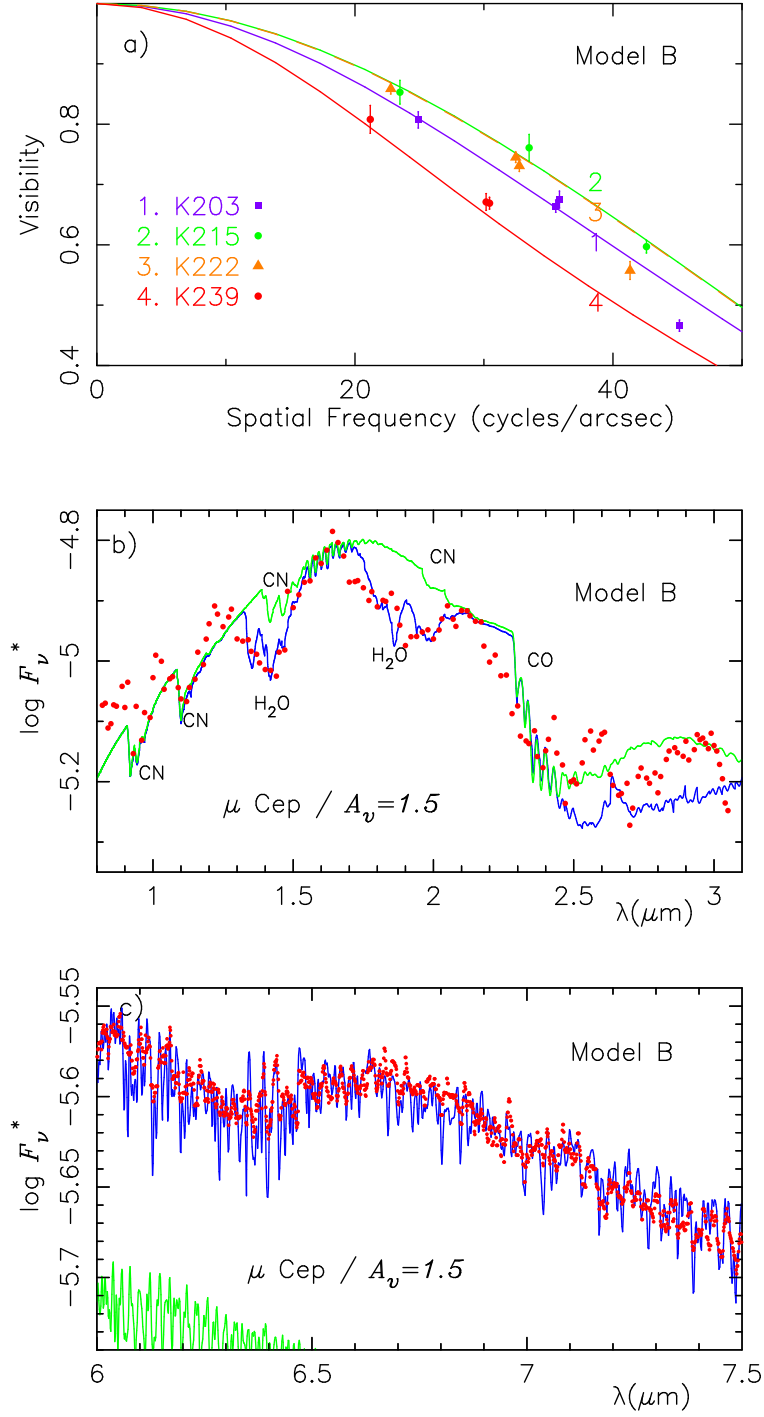 a)
Model B
Visibility
0.8
0.6
0.4
1. K203
2. K215
3. K222
4. K239
2
3
1
4
0
20
40
Spatial Frequency (cycles/arcsec)
b)
Model B
log Fν*
−4.8
−5
−5.2
CN
CN
CN
CN
H2O
H2O
CO
μ Cep / Av=1.5
1
1.5
2
2.5
3
λ(μm)
c)
Model B
log Fν*
−5.55
−5.6
−5.65
−5.7
μ Cep / Av=1.5
6
6.5
7
7.5
λ(μm)